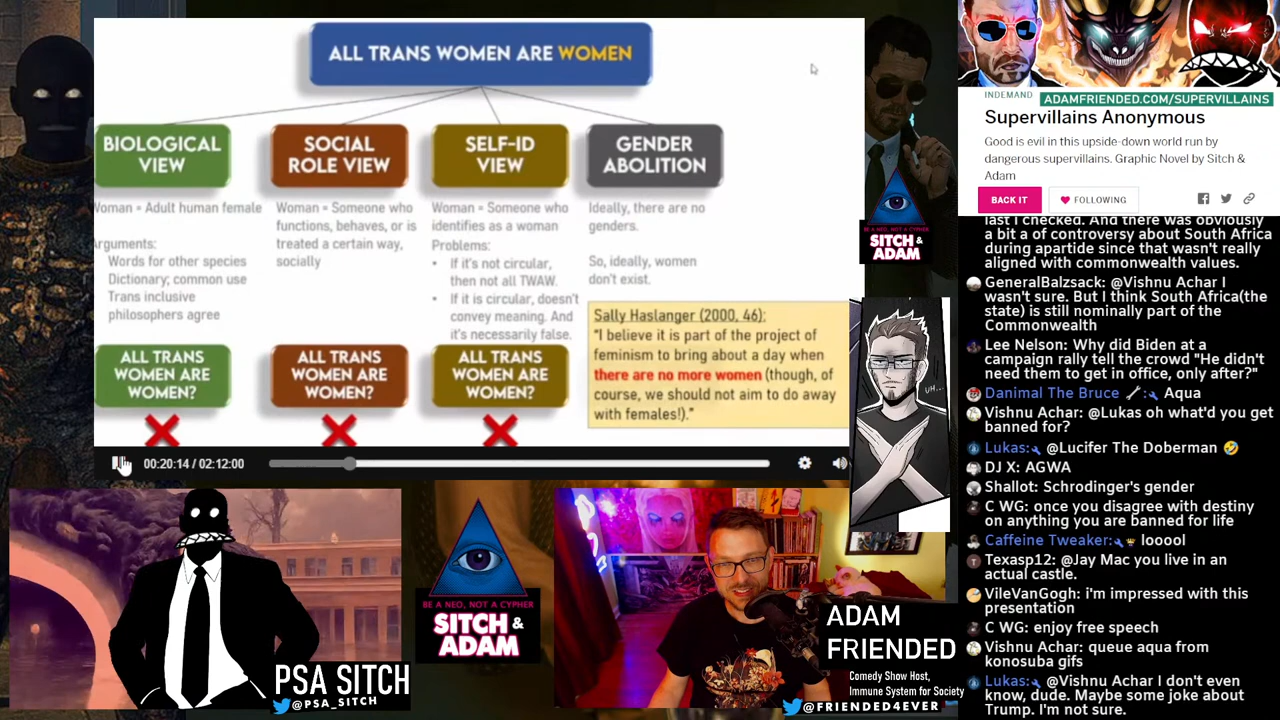 ALL TRANS WOMEN ARE WOMEN
BIOLOGICAL
VIEW
Woman = Adult human female
Arguments:
Words for other species
Dictionary; common use
Trans inclusive
philosophers agree
ALL TRANS
WOMEN ARE
WOMEN?
SOCIAL
ROLE VIEW
Woman = Someone who
functions, behaves, or is
treated a certain way,
socially
ALL TRANS
WOMEN ARE
WOMEN?
SELF-ID
VIEW
Woman = Someone who
identifies as a woman
Problems:
• If it's not circular,
then not all TWAW.
• If it is circular, doesn't
convey meaning. And
it's necessarily false.
ALL TRANS
WOMEN ARE
WOMEN?
GENDER
ABOLITION
Ideally, there are no
genders.
So, ideally, women
don't exist.
Sally Haslanger (2000, 46):
"I believe it is part of the project of
feminism to bring about a day when
there are no more women (though, of
course, we should not aim to do away
with females!)."
00:20:14 / 02:12:00
BE A NEO, NOT A CYPHER
SITCH &
ADAM
UH...
PSA SITCH
@PSA_SITCH
BE A NEO, NOT A CYPHER
SITCH &
ADAM
ADAM
FRIENDED
Comedy Show Host,
Immune System for Society
@FRIENDED4EVER
INDEMAND
ADAMFRIENDED.COM/SUPERVILLAINS
Supervillains Anonymous
Good is evil in this upside-down world run by
dangerous supervillains. Graphic Novel by Sitch &
Adam
BACK IT
FOLLOWING
last I checked. And there was obviously
a bit a of controversy about South Africa
during apartide since that wasn't really
aligned with commonwealth values.
GeneralBalzsack: @Vishnu Achar I
wasn't sure. But I think South Africa(the
state) is still nominally part of the
Commonwealth
Lee Nelson: Why did Biden at a
campaign rally tell the crowd "He didn't
need them to get in office, only after?"
Danimal The Bruce : Aqua
Vishnu Achar: @Lukas oh what'd you get
banned for?
Lukas: @Lucifer The Doberman 🤣
DJ X: AGWA
Shallot: Schrodinger's gender
C WG: once you disagree with destiny
on anything you are banned for life
Caffeine Tweaker: looool
Texasp12: @Jay Mac you live in an
actual castle.
VileVanGogh: i'm impressed with this
presentation
C WG: enjoy free speech
Vishnu Achar: queue aqua from
konosuba gifs
Lukas: @Vishnu Achar I don't even
know, dude. Maybe some joke about
Trump. I'm not sure.